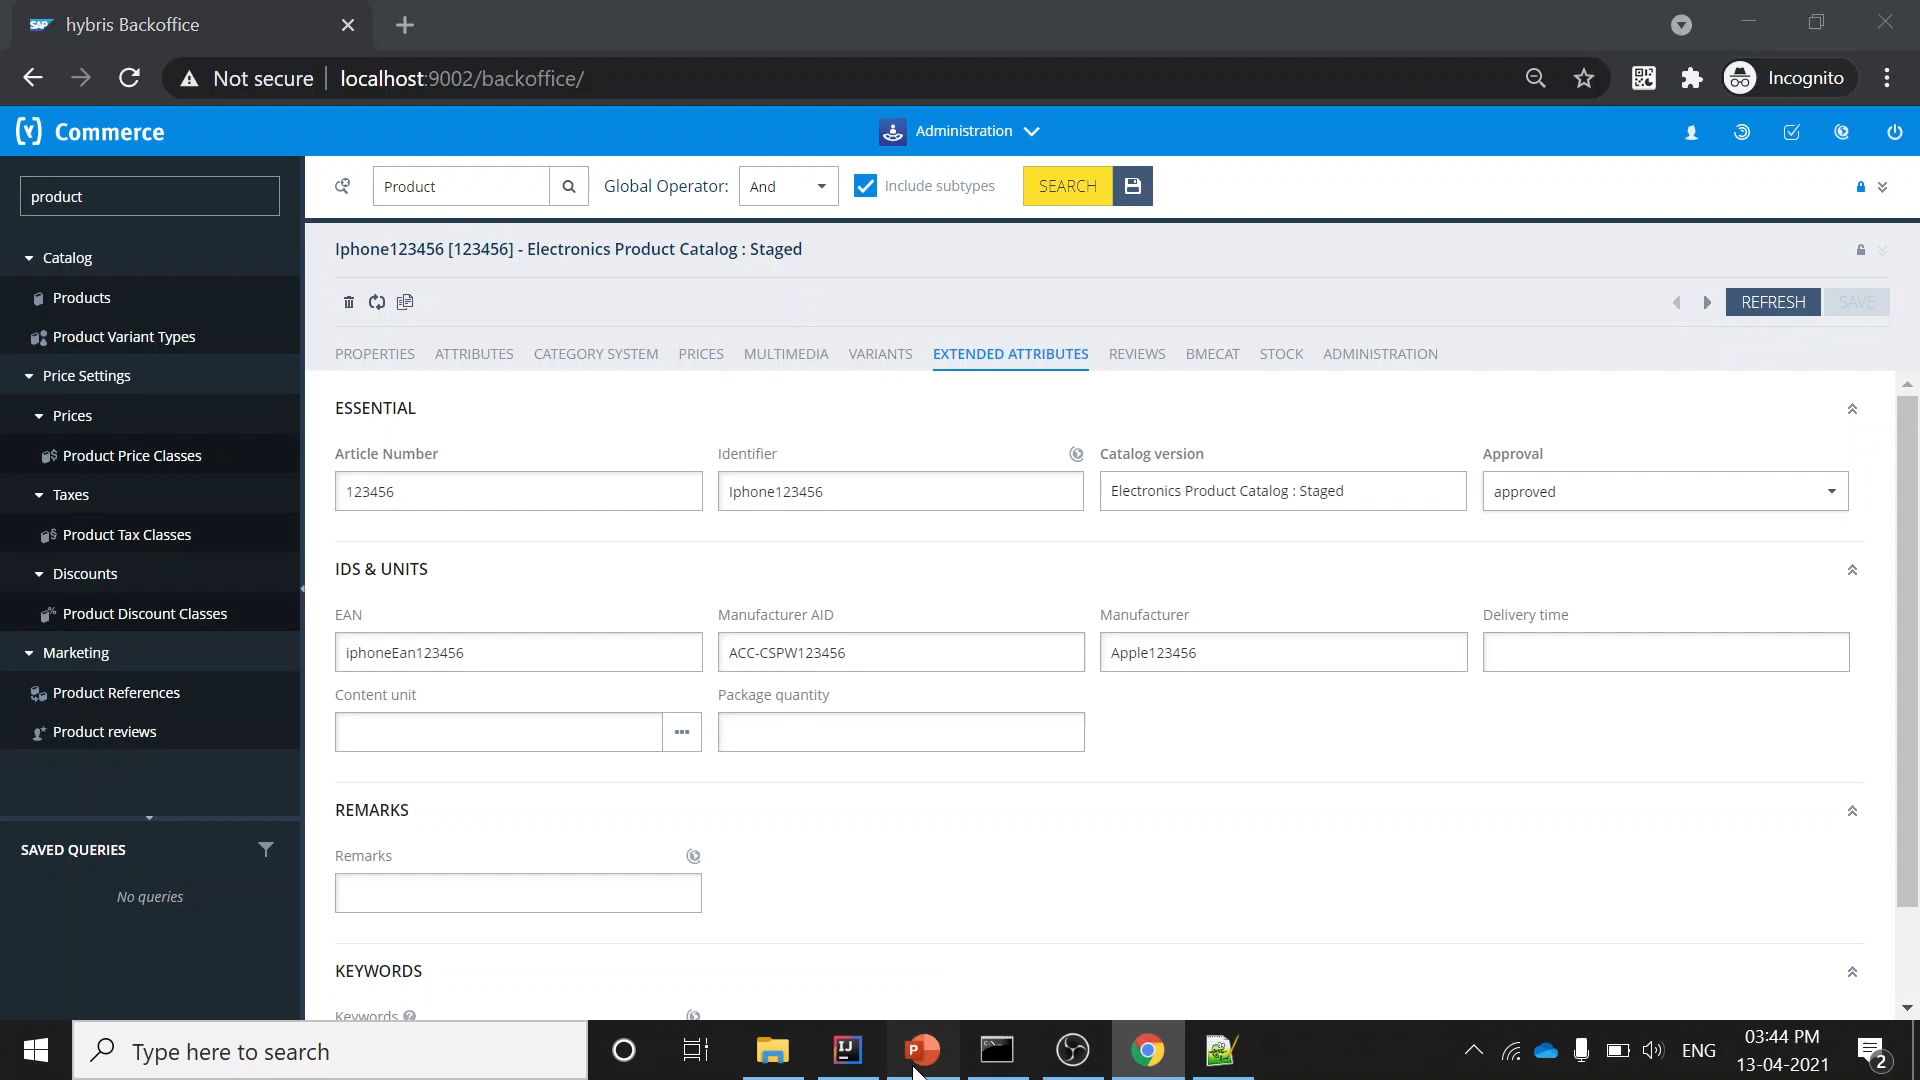 SAP hybris Backoffice
Not secure localhost:9002/backoffice/ Incognito
(Y) Commerce Administration
product
Catalog
Products
Product Variant Types
Price Settings
Prices
Product Price Classes
Taxes
Product Tax Classes
Discounts
Product Discount Classes
Marketing
Product References
Product reviews
SAVED QUERIES
No queries
Product Global Operator: And Include subtypes SEARCH
Iphone123456 [123456] - Electronics Product Catalog : Staged
REFRESH SAVE
PROPERTIES ATTRIBUTES CATEGORY SYSTEM PRICES MULTIMEDIA VARIANTS EXTENDED ATTRIBUTES REVIEWS BMECAT STOCK ADMINISTRATION
ESSENTIAL
Article Number Identifier Catalog version Approval
123456 Iphone123456 Electronics Product Catalog : Staged approved
IDS & UNITS
EAN Manufacturer AID Manufacturer Delivery time
iphoneEan123456 ACC-CSPW123456 Apple123456
Content unit Package quantity
REMARKS
Remarks
KEYWORDS
Keywords
Type here to search
ENG
03:44 PM
13-04-2021
2